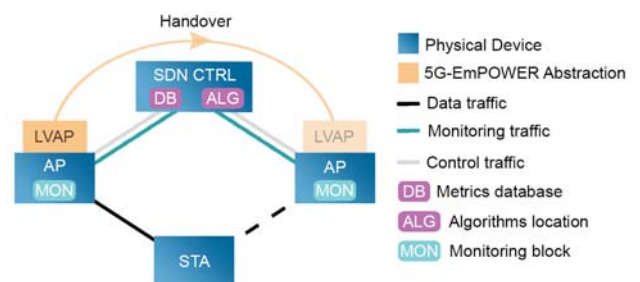 Handover
SDN CTRL
DB ALG
LVAP
LVAP
AP
AP
MON
MON
STA
Physical Device
5G-EmPOWER Abstraction
Data traffic
Monitoring traffic
Control traffic
DB Metrics database
ALG Algorithms location
MON Monitoring block